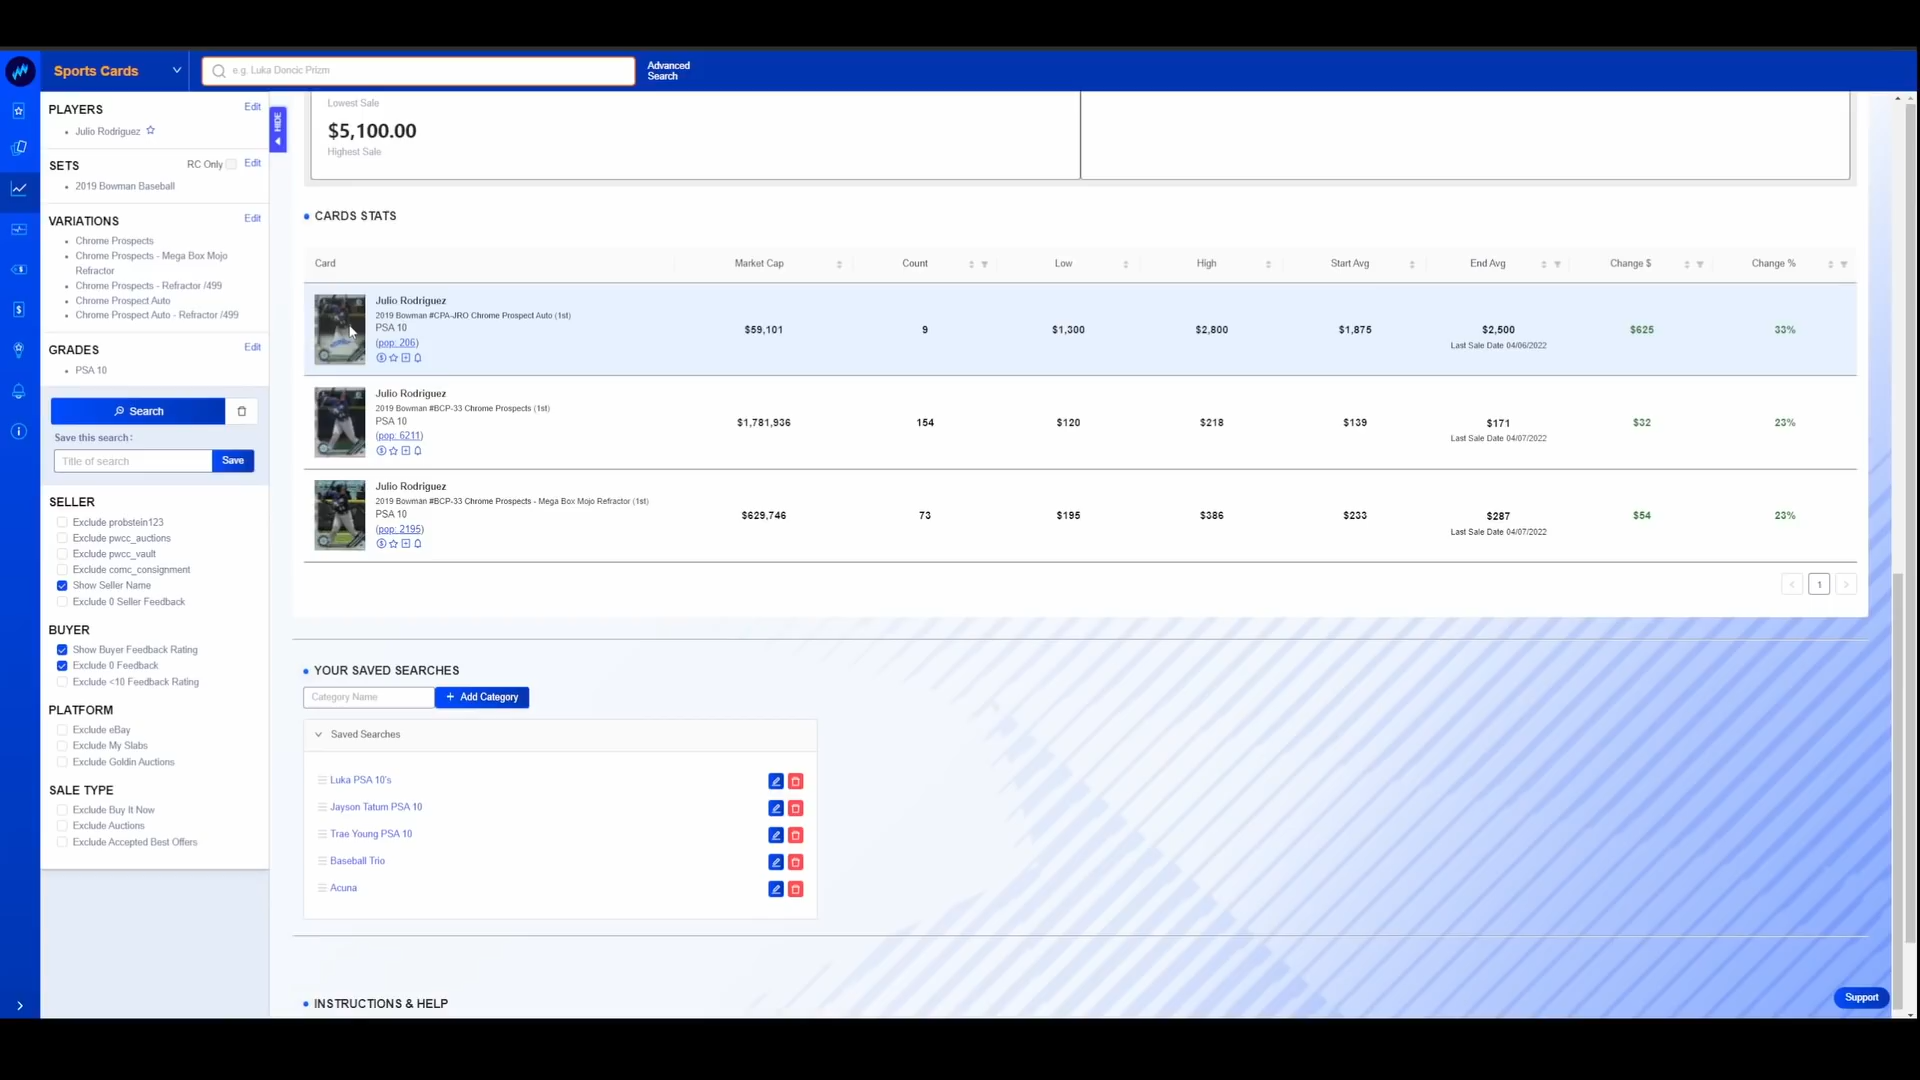 Sports Cards
e.g. Luka Doncic Prizm
Advanced
Search
PLAYERS
Edit
Julio Rodriguez
SETS
RC Only
Edit
2019 Bowman Baseball
VARIATIONS
Edit
Chrome Prospects
Chrome Prospects - Mega Box Mojo
Refractor
Chrome Prospects - Refractor /499
Chrome Prospect Auto
Chrome Prospect Auto - Refractor /499
GRADES
Edit
PSA 10
Search
Save this search:
Title of search
Save
SELLER
Exclude probstein123
Exclude pwcc_auctions
Exclude pwcc_vault
Exclude comc_consignment
Show Seller Name
Exclude 0 Seller Feedback
BUYER
Show Buyer Feedback Rating
Exclude 0 Feedback
Exclude <10 Feedback Rating
PLATFORM
Exclude eBay
Exclude My Slabs
Exclude Goldin Auctions
SALE TYPE
Exclude Buy It Now
Exclude Auctions
Exclude Accepted Best Offers
HIDE
Lowest Sale
$5,100.00
Highest Sale
CARDS STATS
Card Market Cap Count Low High Start Avg End Avg Change $ Change %
Julio Rodriguez
2019 Bowman #CPA-JRO Chrome Prospect Auto (1st)
PSA 10
(pop: 206)
$59,101 9 $1,300 $2,800 $1,875 $2,500 $625 33%
Last Sale Date 04/06/2022
Julio Rodriguez
2019 Bowman #BCP-33 Chrome Prospects (1st)
PSA 10
(pop: 6211)
$1,781,936 154 $120 $218 $139 $171 $32 23%
Last Sale Date 04/07/2022
Julio Rodriguez
2019 Bowman #BCP-33 Chrome Prospects - Mega Box Mojo Refractor (1st)
PSA 10
(pop: 2195)
$629,746 73 $195 $386 $233 $287 $54 23%
Last Sale Date 04/07/2022
1
YOUR SAVED SEARCHES
Category Name
+ Add Category
Saved Searches
Luka PSA 10's
Jayson Tatum PSA 10
Trae Young PSA 10
Baseball Trio
Acuna
INSTRUCTIONS & HELP
Support